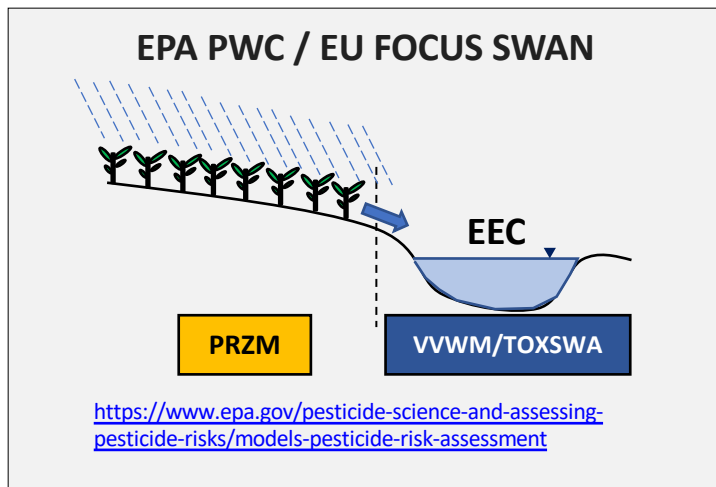 EPA PWC / EU FOCUS SWAN
EEC
PRZM
VVWM/TOXSWA
https://www.epa.gov/pesticide-science-and-assessing-
pesticide-risks/models-pesticide-risk-assessment